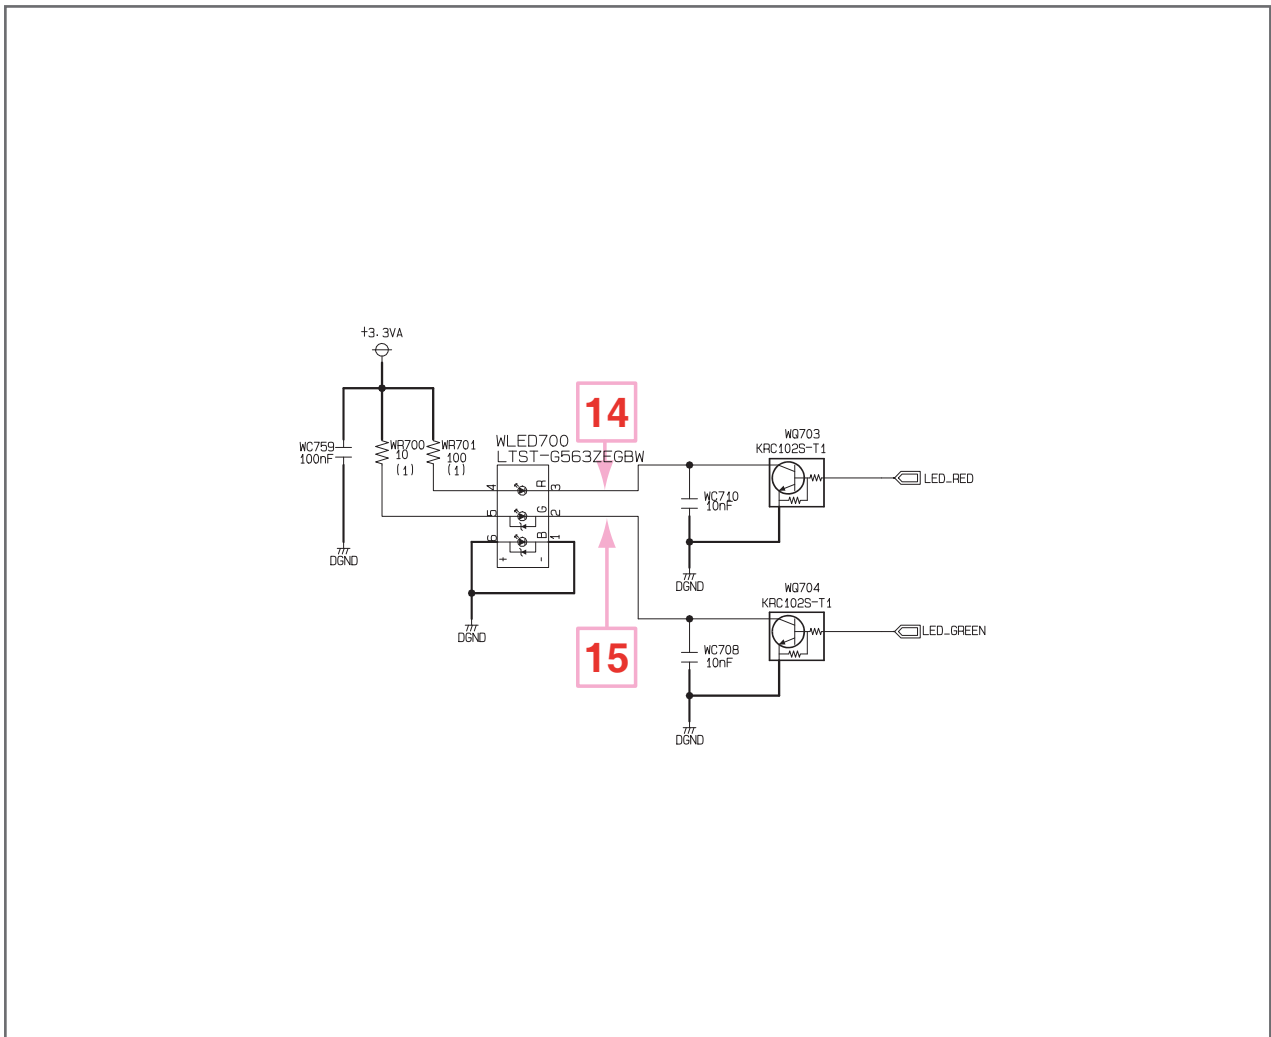 +3.3VA
14
WC759
100nF
WR700
10
(1)
WR701
100
(1)
WLED700
LTST-G563ZEGBW
4 R 3
5 G 2
6 B 1
+ -
WC710
10nF
WQ703
KRC102S-T1
LED_RED
DGND
DGND
DGND
15
WQ704
KRC102S-T1
LED_GREEN
WC708
10nF
DGND